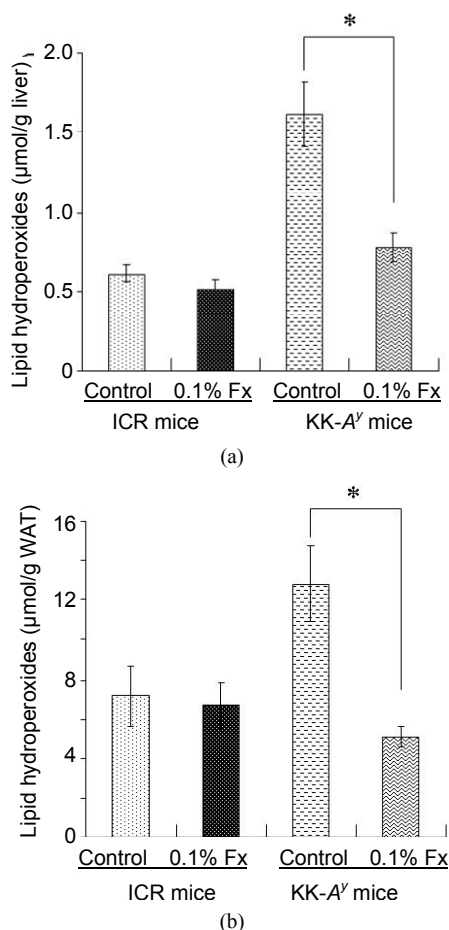 Lipid hydroperoxides (µmol/g liver)
*
2.0
1.5
1.0
0.5
0
Control 0.1% Fx Control 0.1% Fx
ICR mice KK-Aʸ mice
(a)
Lipid hydroperoxides (µmol/g WAT)
*
16
12
8
4
0
Control 0.1% Fx Control 0.1% Fx
ICR mice KK-Aʸ mice
(b)